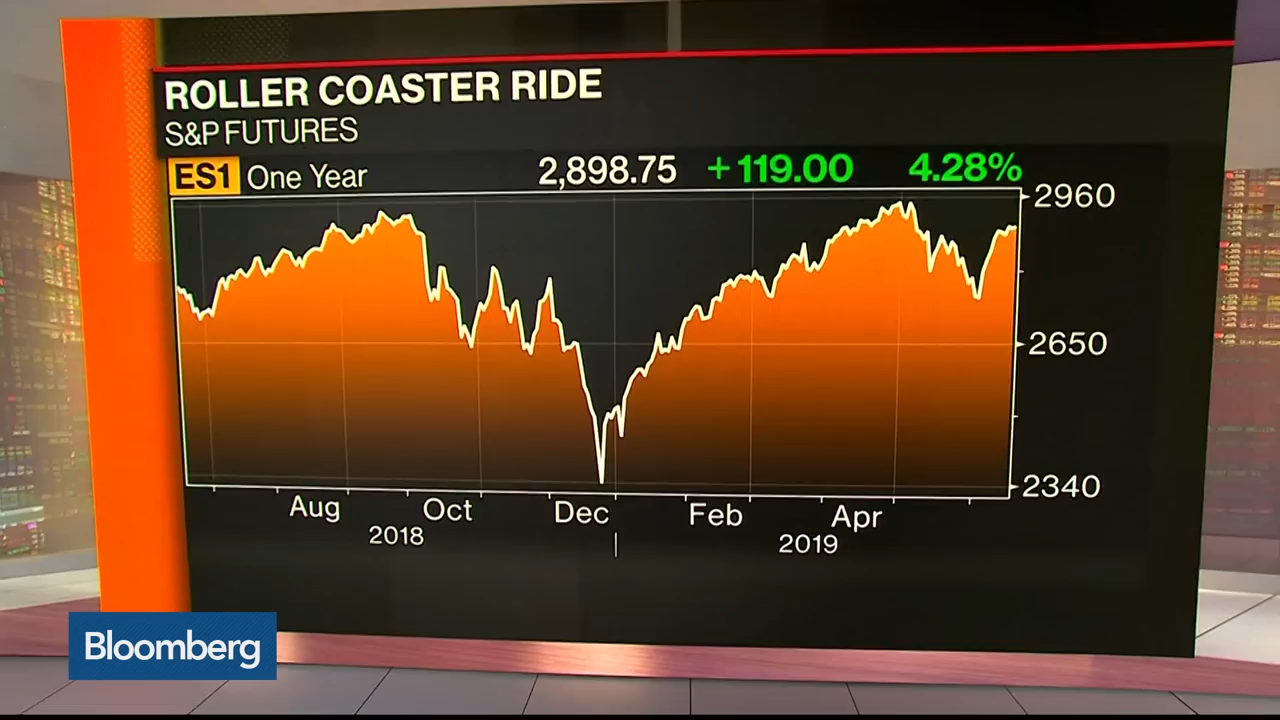 ROLLER COASTER RIDE
S&P FUTURES
ES1 One Year 2,898.75 +119.00 4.28%
2960
2650
2340
Aug Oct Dec Feb Apr
2018 2019
Bloomberg